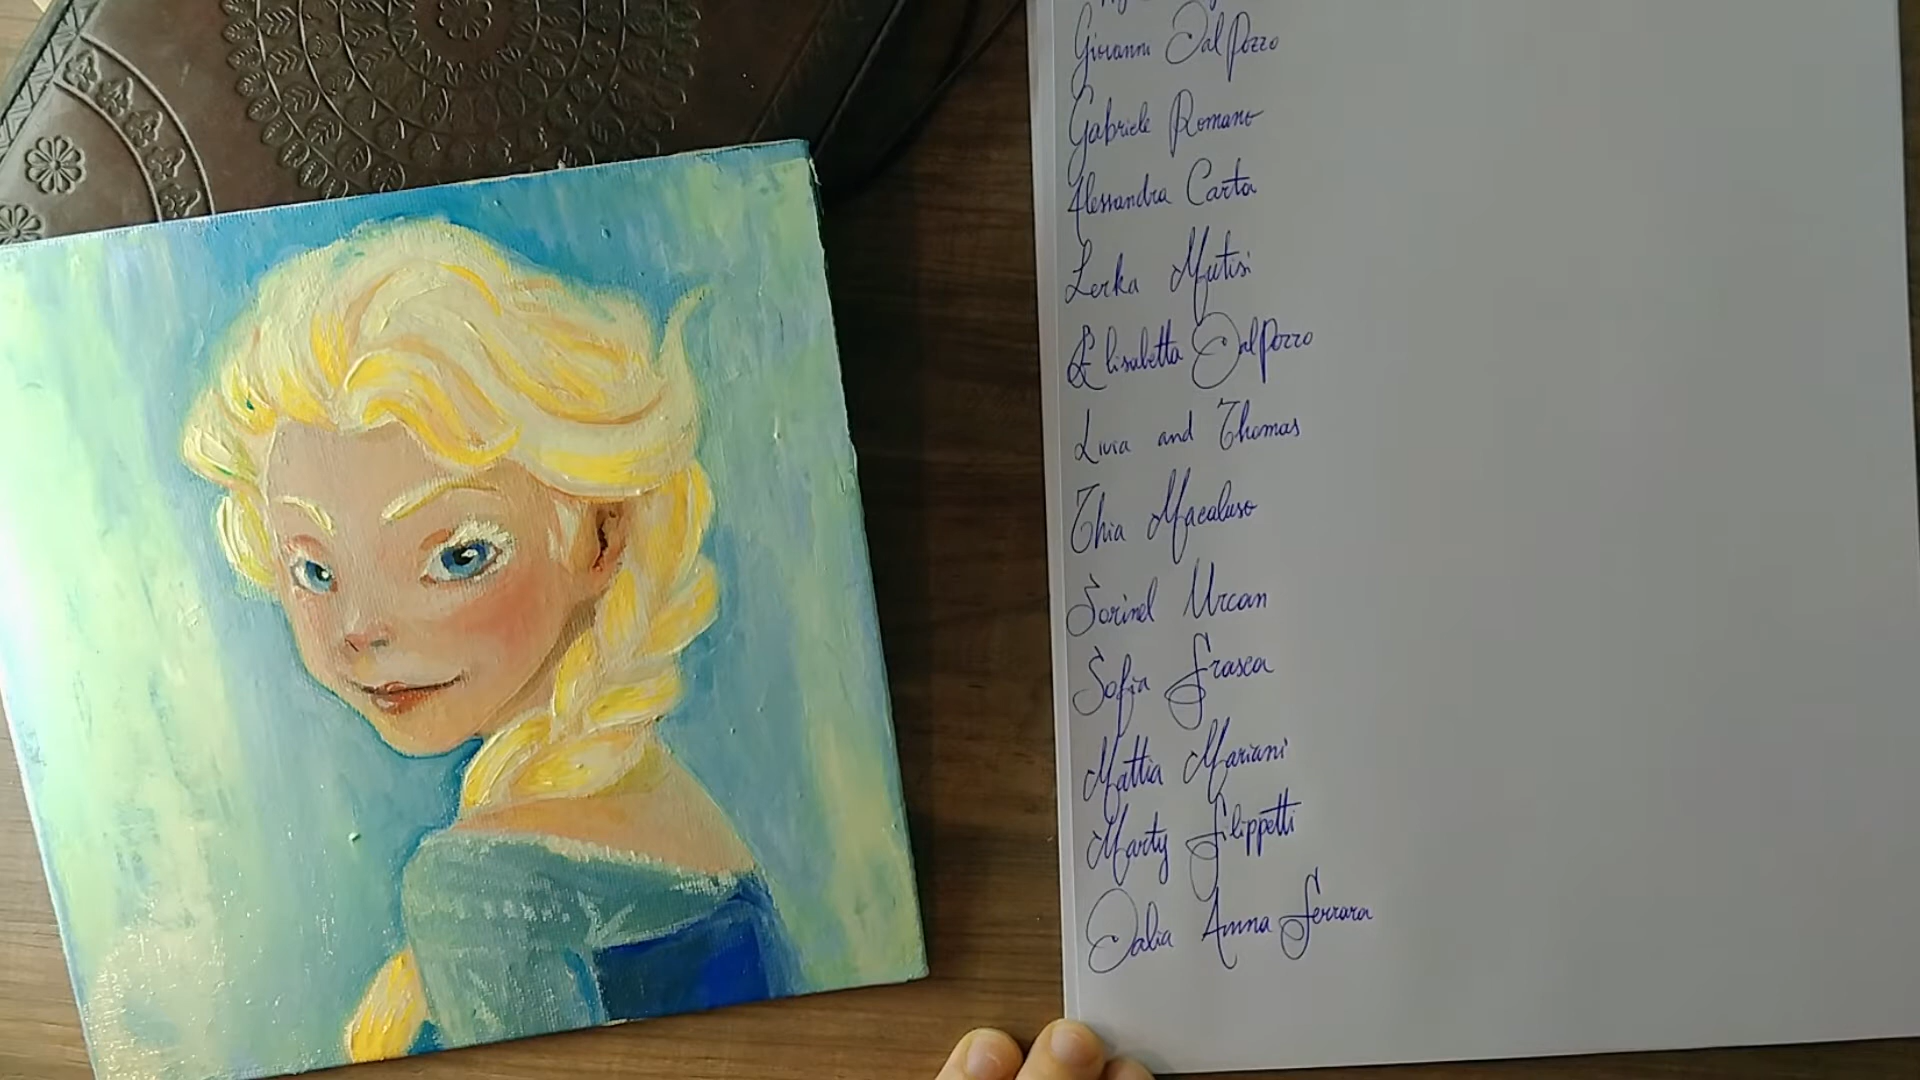 Giovanni Dal Pozzo
Gabriele Romano
Alessandra Carta
Lerka Mutisi
Elisabetta Dal Pozzo
Livia and Thomas
Thia Macaluso
Sorinel Urcan
Sofia Frasca
Mattia Mariani
Marty Filippetti
Dalia Anna Ferrara